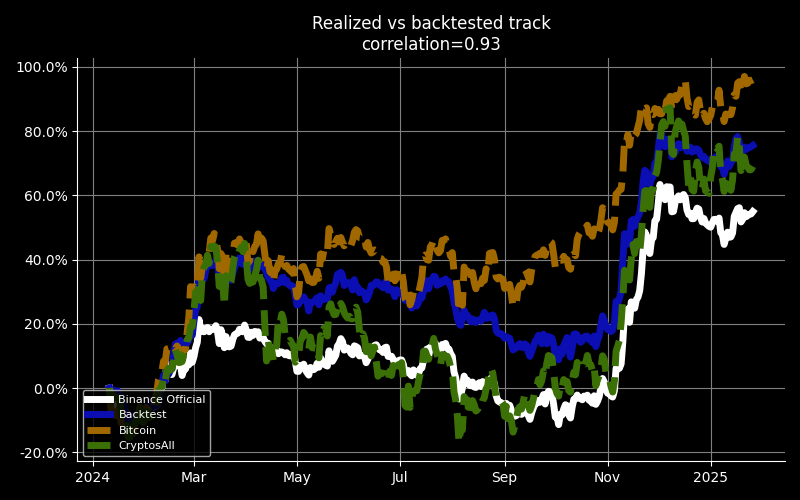 Realized vs backtested track
correlation=0.93
100.0%
80.0%
60.0%
40.0%
20.0%
0.0%
-20.0%
Binance Official
Backtest
Bitcoin
CryptosAll
2024
Mar
May
Jul
Sep
Nov
2025